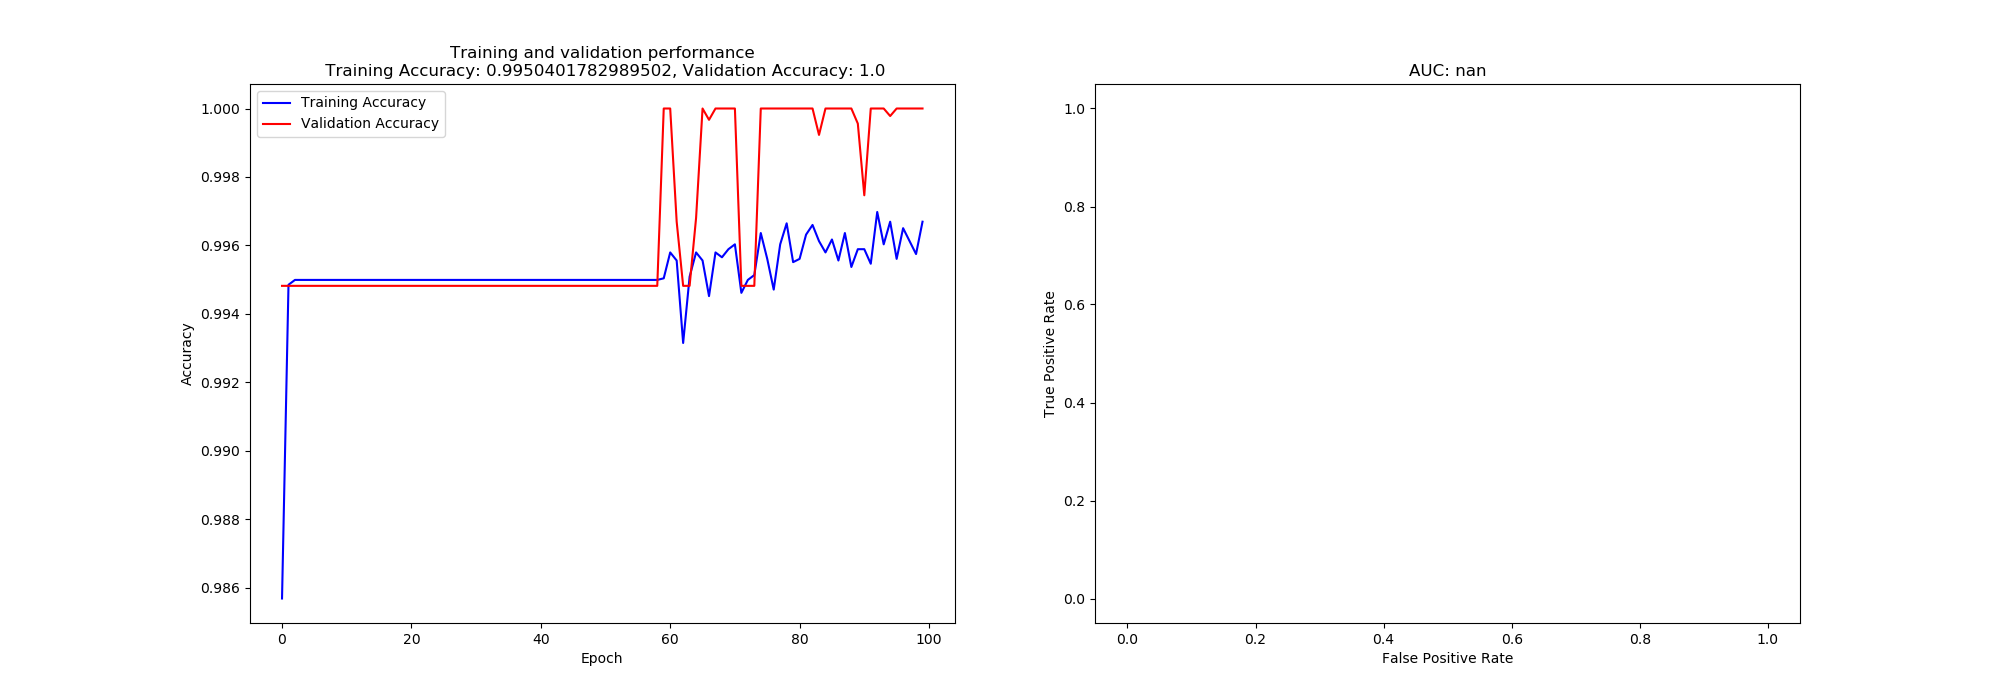 Training and validation performance
Training Accuracy: 0.9950401782989502, Validation Accuracy: 1.0
Training Accuracy
Validation Accuracy
1.000
0.998
0.996
0.994
0.992
0.990
0.988
0.986
Accuracy
0
20
40
60
80
100
Epoch
AUC: nan
1.0
0.8
0.6
0.4
0.2
0.0
True Positive Rate
0.0
0.2
0.4
0.6
0.8
1.0
False Positive Rate